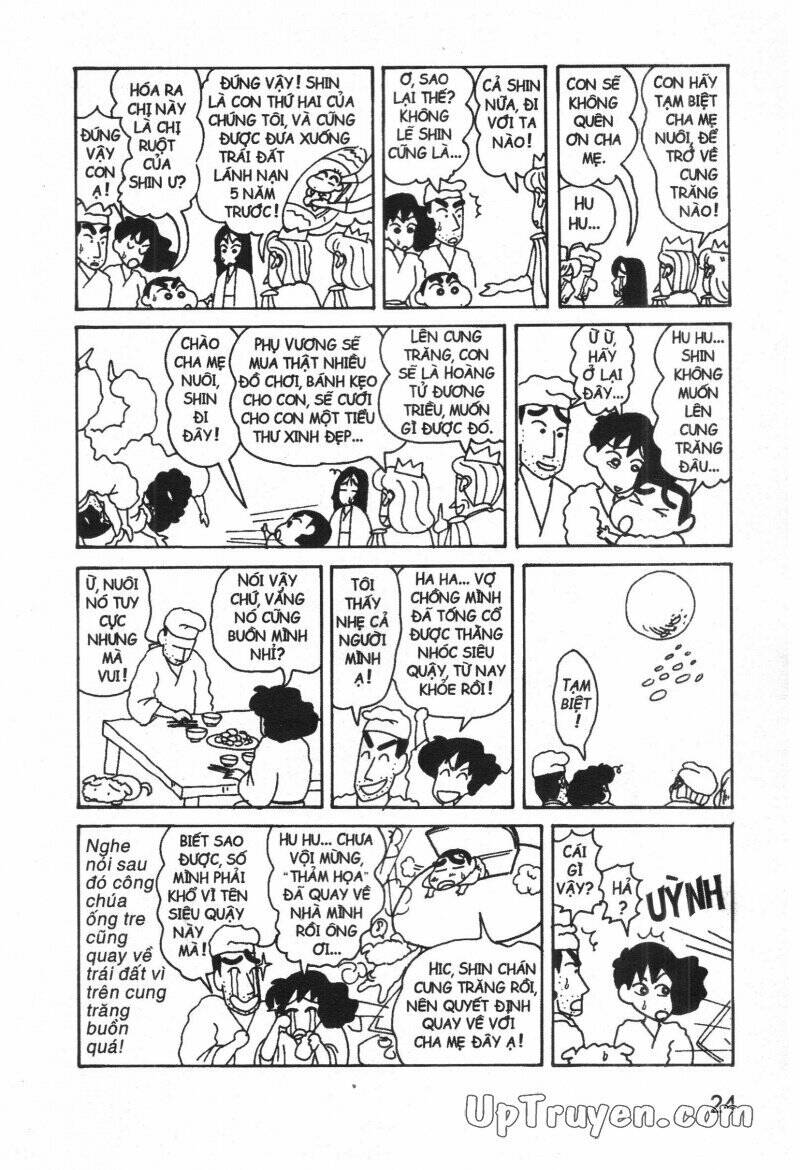 CON HÃY
TẠM BIỆT
CHA MẸ
NUÔI, ĐỂ
TRỞ VỀ
CUNG
TRĂNG
NÀO!
CON SẼ
KHÔNG
QUÊN
ƠN CHA
MẸ.
HU
HU...
CẢ SHIN
NỮA, ĐI
VỚI TA
NÀO!
Ơ, SAO
LẠI THẾ?
KHÔNG
LẼ SHIN
CŨNG LÀ...
ĐÚNG VẬY! SHIN
LÀ CON THỨ HAI CỦA
CHÚNG TÔI, VÀ CŨNG
ĐƯỢC ĐƯA XUỐNG
TRÁI ĐẤT
LÁNH NẠN
5 NĂM
TRƯỚC!
HÓA RA
CHỊ NÀY
LÀ CHỊ
RUỘT
CỦA
SHIN Ư?
ĐÚNG
VẬY CON
Ạ!
HU HU...
SHIN
KHÔNG
MUỐN
LÊN
CUNG
TRĂNG
ĐÂU...
Ừ Ừ,
HÃY
Ở LẠI
ĐÂY...
LÊN CUNG
TRĂNG, CON
SẼ LÀ HOÀNG
TỬ ĐƯƠNG
TRIỀU, MUỐN
GÌ ĐƯỢC ĐÓ.
PHỤ VƯƠNG SẼ
MUA THẬT NHIỀU
ĐỒ CHƠI, BÁNH KẸO
CHO CON, SẼ CƯỚI
CHO CON MỘT TIỂU
THƯ XINH ĐẸP...
CHÀO
CHA MẸ
NUÔI,
SHIN
ĐI
ĐÂY!
TẠM
BIỆT!
HA HA... VỢ
CHỒNG MÌNH
ĐÃ TỐNG CỔ
ĐƯỢC THẰNG
NHÓC SIÊU
QUẬY, TỪ NAY
KHỎE RỒI!
TÔI
THẤY
NHẸ CẢ
NGƯỜI
MÌNH
Ạ!
NÓI VẬY
CHỨ, VẮNG
NÓ CŨNG
BUỒN MÌNH
NHỈ?
Ừ, NUÔI
NÓ TUY
CỰC
NHƯNG
MÀ
VUI!
UỲNH
HẢ
?
CÁI
GÌ
VẬY?
HIC, SHIN CHÁN
CUNG TRĂNG RỒI,
NÊN QUYẾT ĐỊNH
QUAY VỀ VỚI
CHA MẸ ĐÂY Ạ!
HU HU... CHƯA
VỘI MỪNG,
"THẢM HỌA"
ĐÃ QUAY VỀ
NHÀ MÌNH
RỒI ÔNG
ƠI...
BIẾT SAO
ĐƯỢC, SỐ
MÌNH PHẢI
KHỔ VÌ TÊN
SIÊU QUẬY
NÀY
MÀ!
Nghe
nói sau
đó công
chúa
ống tre
cũng
quay về
trái đất vì
trên cung
trăng
buồn
quá!
24
UpTruyen.com